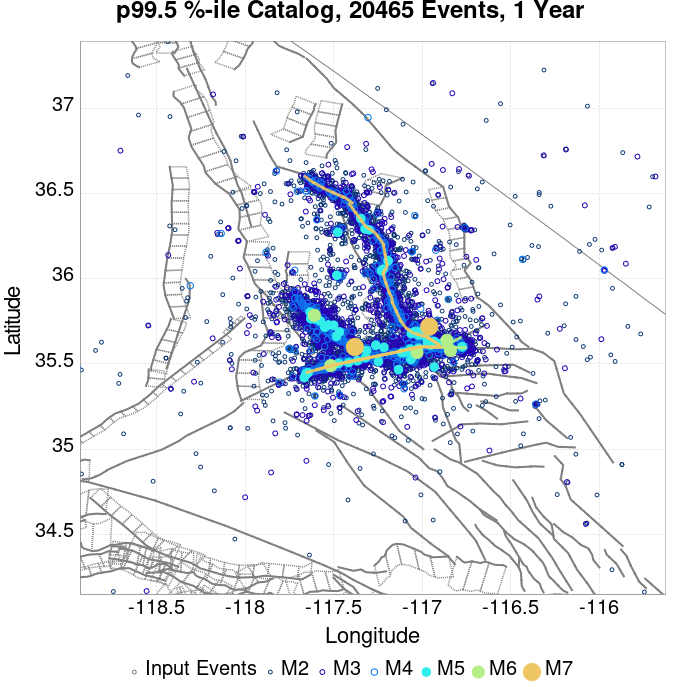 p99.5 %-ile Catalog, 20465 Events, 1 Year
37
36.5
36
35.5
35
34.5
Latitude
-118.5 -118 -117.5 -117 -116.5 -116
Longitude
Input Events M2 M3 M4 M5 M6 M7